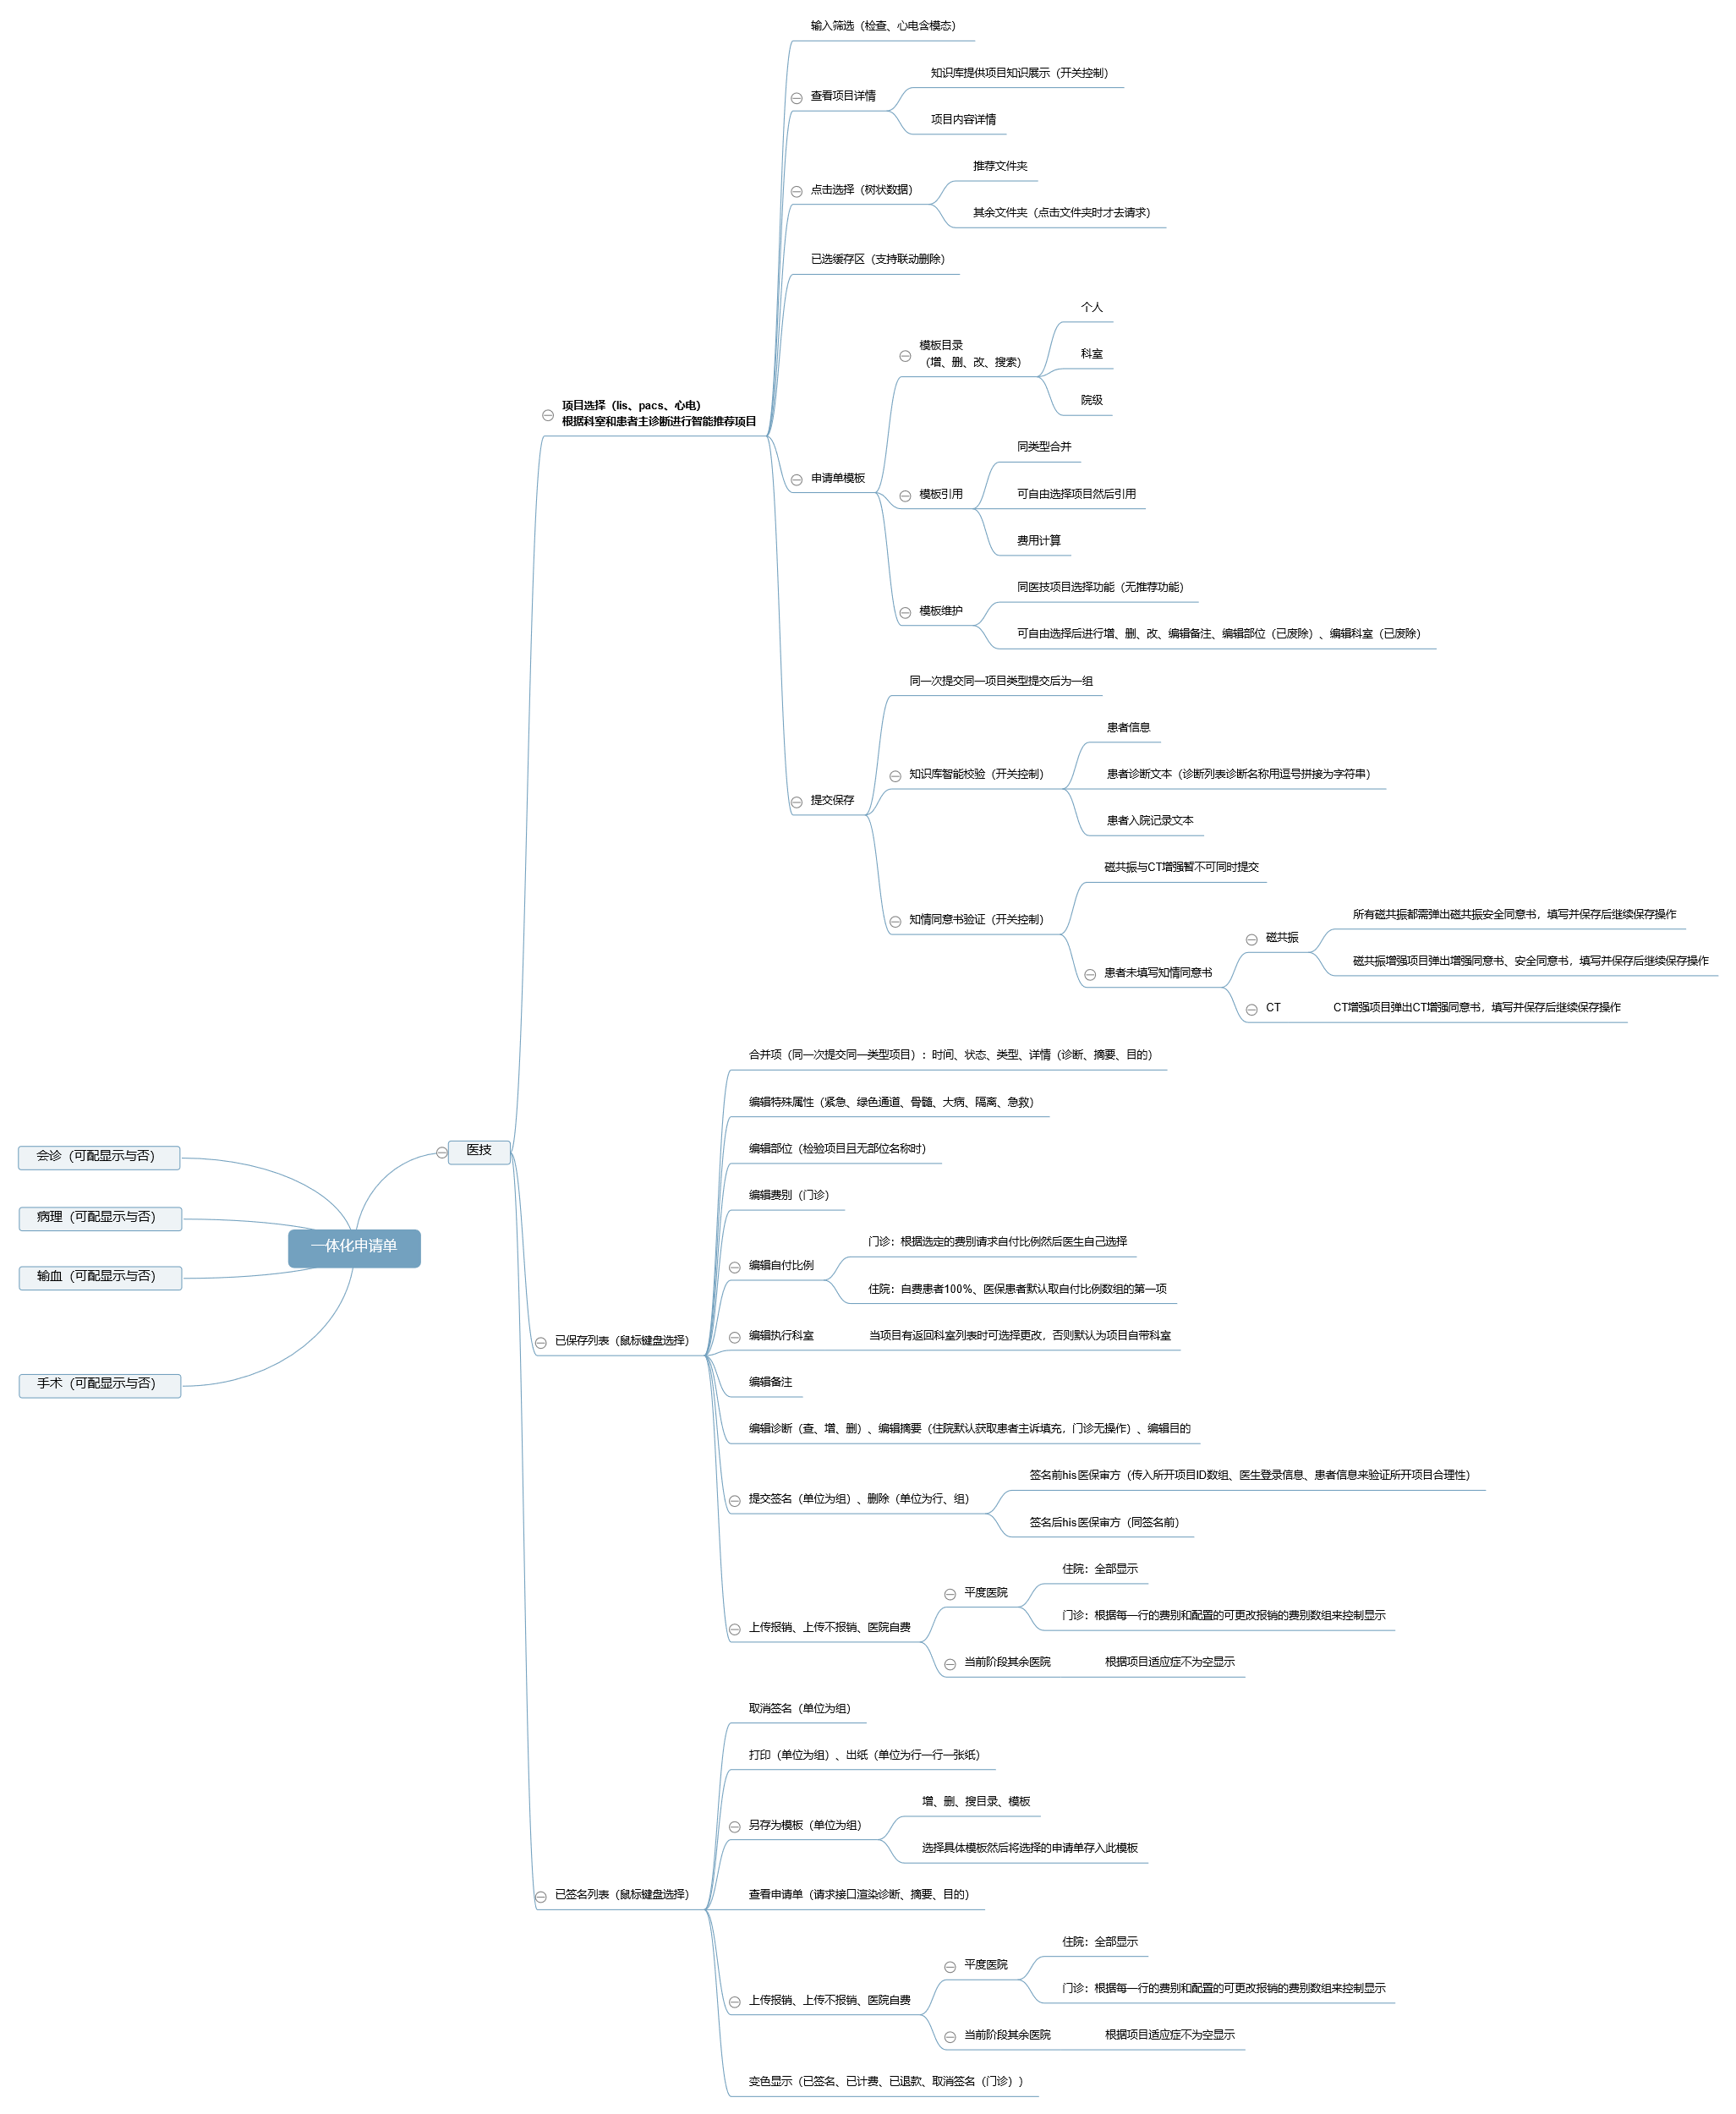 一体化申请单
会诊（可配显示与否）
病理（可配显示与否）
输血（可配显示与否）
手术（可配显示与否）
医技
项目选择（lis、pacs、心电）
根据科室和患者主诊断进行智能推荐项目
输入筛选（检查、心电含模态）
查看项目详情
知识库提供项目知识展示（开关控制）
项目内容详情
点击选择（树状数据）
推荐文件夹
其余文件夹（点击文件夹时才去请求）
已选缓存区（支持联动删除）
申请单模板
模板目录
（增、删、改、搜索）
个人
科室
院级
模板引用
同类型合并
可自由选择项目然后引用
费用计算
模板维护
同医技项目选择功能（无推荐功能）
可自由选择后进行增、删、改、编辑备注、编辑部位（已废除）、编辑科室（已废除）
提交保存
同一次提交同一项目类型提交后为一组
知识库智能校验（开关控制）
患者信息
患者诊断文本（诊断列表诊断名称用逗号拼接为字符串）
患者入院记录文本
知情同意书验证（开关控制）
磁共振与CT增强暂不可同时提交
患者未填写知情同意书
磁共振
所有磁共振都需弹出磁共振安全同意书，填写并保存后继续保存操作
磁共振增强项目弹出增强同意书、安全同意书，填写并保存后继续保存操作
CT
CT增强项目弹出CT增强同意书，填写并保存后继续保存操作
已保存列表（鼠标键盘选择）
合并项（同一次提交同一类型项目）：时间、状态、类型、详情（诊断、摘要、目的）
编辑特殊属性（紧急、绿色通道、骨髓、大病、隔离、急救）
编辑部位（检验项目且无部位名称时）
编辑费别（门诊）
编辑自付比例
门诊：根据选定的费别请求自付比例然后医生自己选择
住院：自费患者100%、医保患者默认取自付比例数组的第一项
编辑执行科室
当项目有返回科室列表时可选择更改，否则默认为项目自带科室
编辑备注
编辑诊断（查、增、删）、编辑摘要（住院默认获取患者主诉填充，门诊无操作）、编辑目的
提交签名（单位为组）、删除（单位为行、组）
签名前his医保审方（传入所开项目ID数组、医生登录信息、患者信息来验证所开项目合理性）
签名后his医保审方（同签名前）
上传报销、上传不报销、医院自费
平度医院
住院：全部显示
门诊：根据每一行的费别和配置的可更改报销的费别数组来控制显示
当前阶段其余医院
根据项目适应症不为空显示
已签名列表（鼠标键盘选择）
取消签名（单位为组）
打印（单位为组）、出纸（单位为行一行一张纸）
另存为模板（单位为组）
增、删、搜目录、模板
选择具体模板然后将选择的申请单存入此模板
查看申请单（请求接口渲染诊断、摘要、目的）
上传报销、上传不报销、医院自费
平度医院
住院：全部显示
门诊：根据每一行的费别和配置的可更改报销的费别数组来控制显示
当前阶段其余医院
根据项目适应症不为空显示
变色显示（已签名、已计费、已退款、取消签名（门诊））